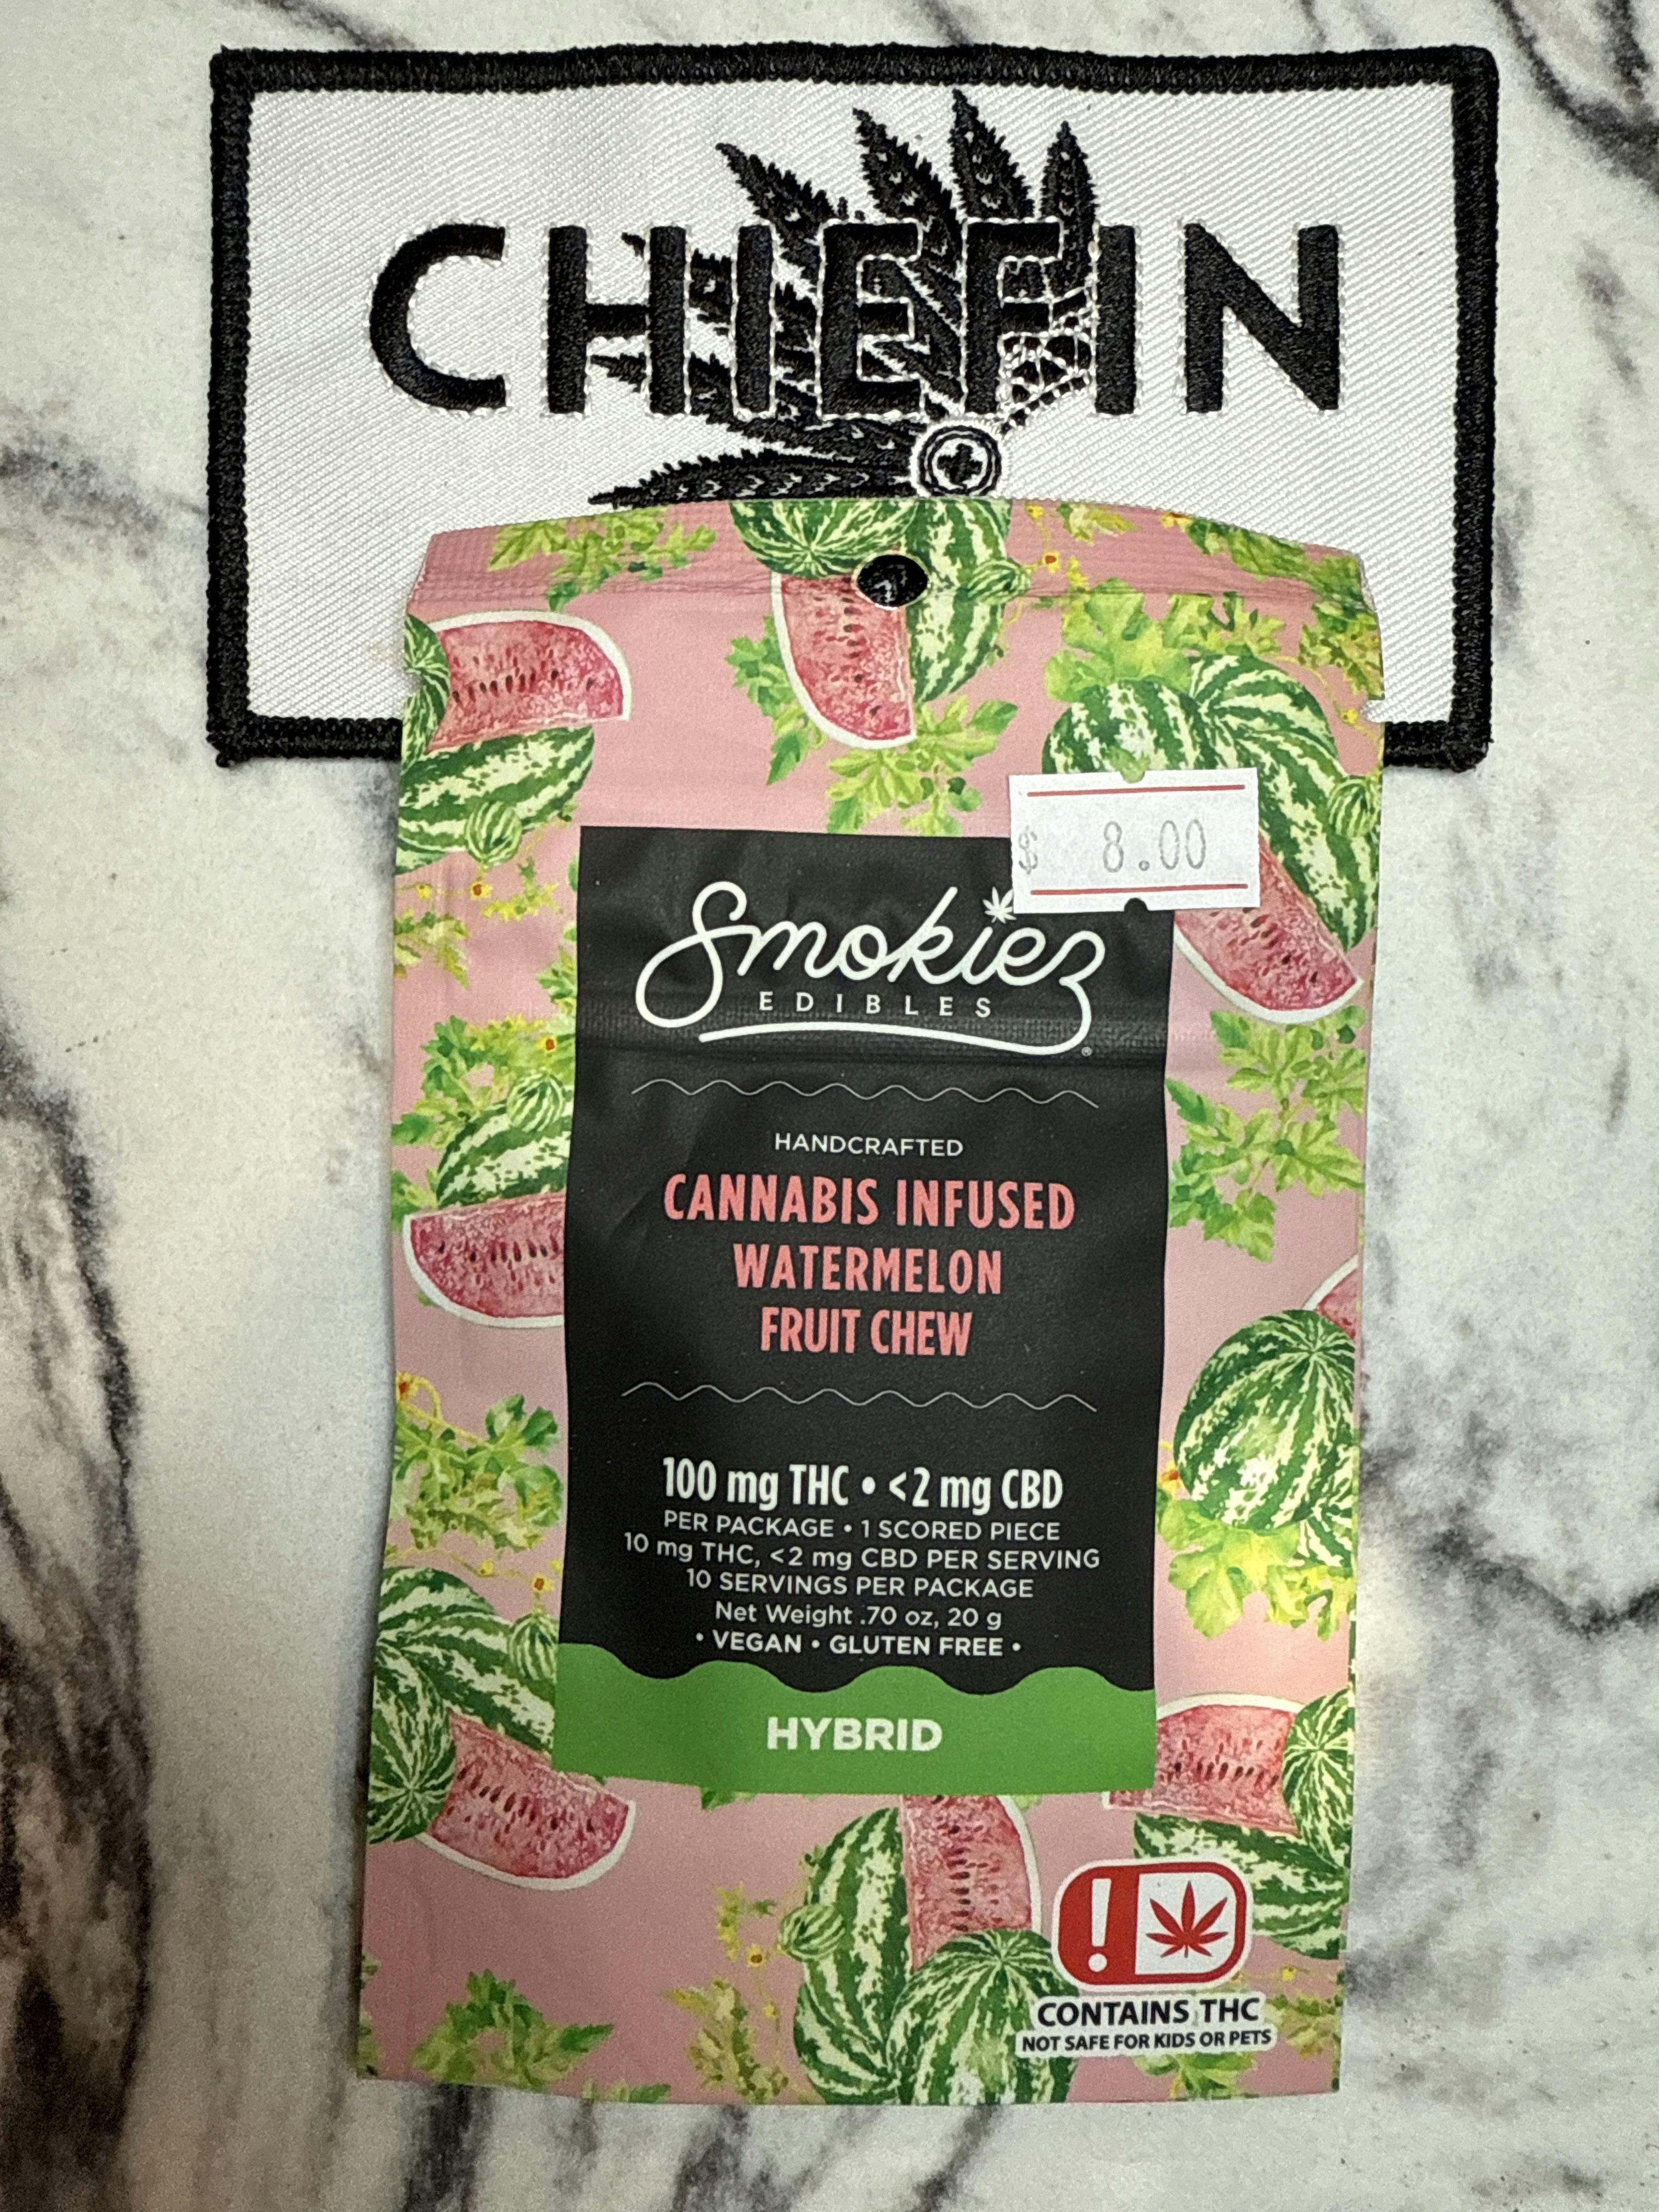 CHIEFIN
$ 8.00
Smokiez
EDIBLES
®
HANDCRAFTED
CANNABIS INFUSED
WATERMELON
FRUIT CHEW
100 mg THC • <2 mg CBD
PER PACKAGE • 1 SCORED PIECE
10 mg THC, <2 mg CBD PER SERVING
10 SERVINGS PER PACKAGE
Net Weight .70 oz, 20 g
• VEGAN • GLUTEN FREE •
HYBRID
!
CONTAINS THC
NOT SAFE FOR KIDS OR PETS